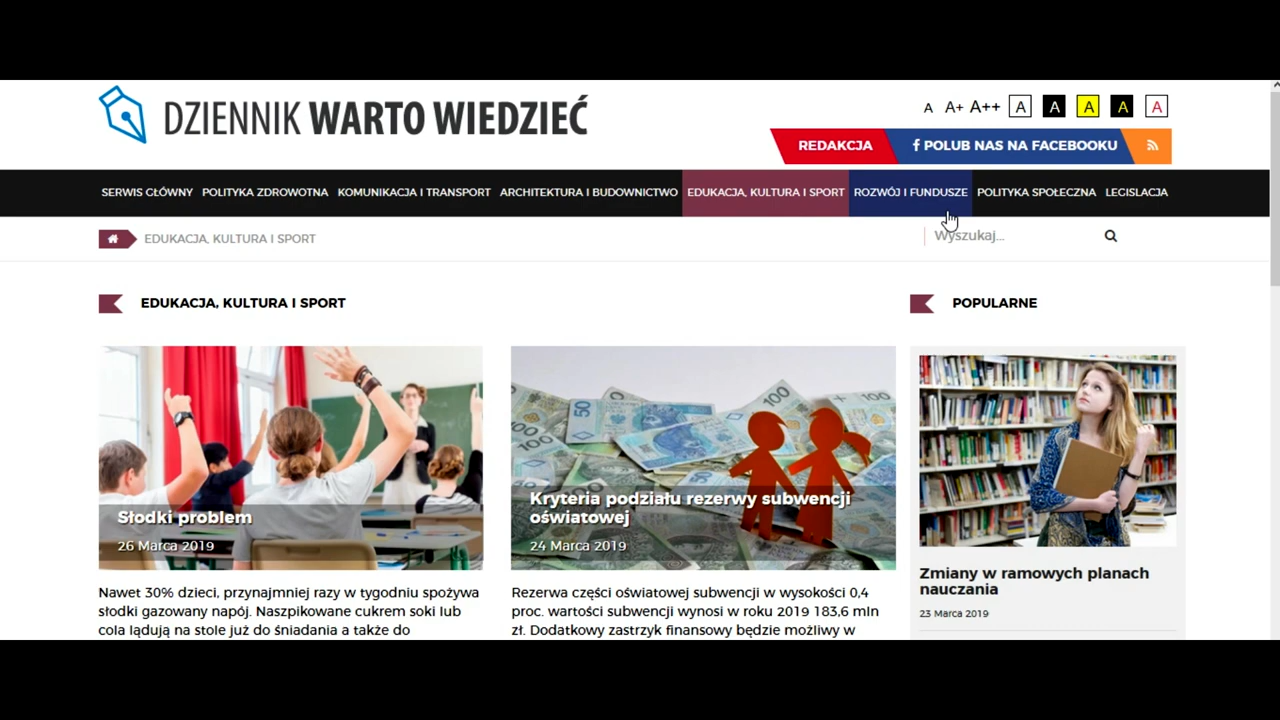 DZIENNIK WARTO WIEDZIEĆ
A A+ A++ A A A A A
REDAKCJA f POLUB NAS NA FACEBOOKU
SERWIS GŁÓWNY POLITYKA ZDROWOTNA KOMUNIKACJA I TRANSPORT ARCHITEKTURA I BUDOWNICTWO EDUKACJA, KULTURA I SPORT ROZWÓJ I FUNDUSZE POLITYKA SPOŁECZNA LEGISLACJA
EDUKACJA, KULTURA I SPORT Wyszukaj...
EDUKACJA, KULTURA I SPORT
Słodki problem
26 Marca 2019
Nawet 30% dzieci, przynajmniej razy w tygodniu spożywa
słodki gazowany napój. Naszpikowane cukrem soki lub
cola lądują na stole już do śniadania a także do
100
50
100
100
100
Kryteria podziału rezerwy subwencji
oświatowej
24 Marca 2019
Rezerwa części oświatowej subwencji w wysokości 0,4
proc. wartości subwencji wynosi w roku 2019 183,6 mln
zł. Dodatkowy zastrzyk finansowy będzie możliwy w
POPULARNE
Zmiany w ramowych planach
nauczania
23 Marca 2019